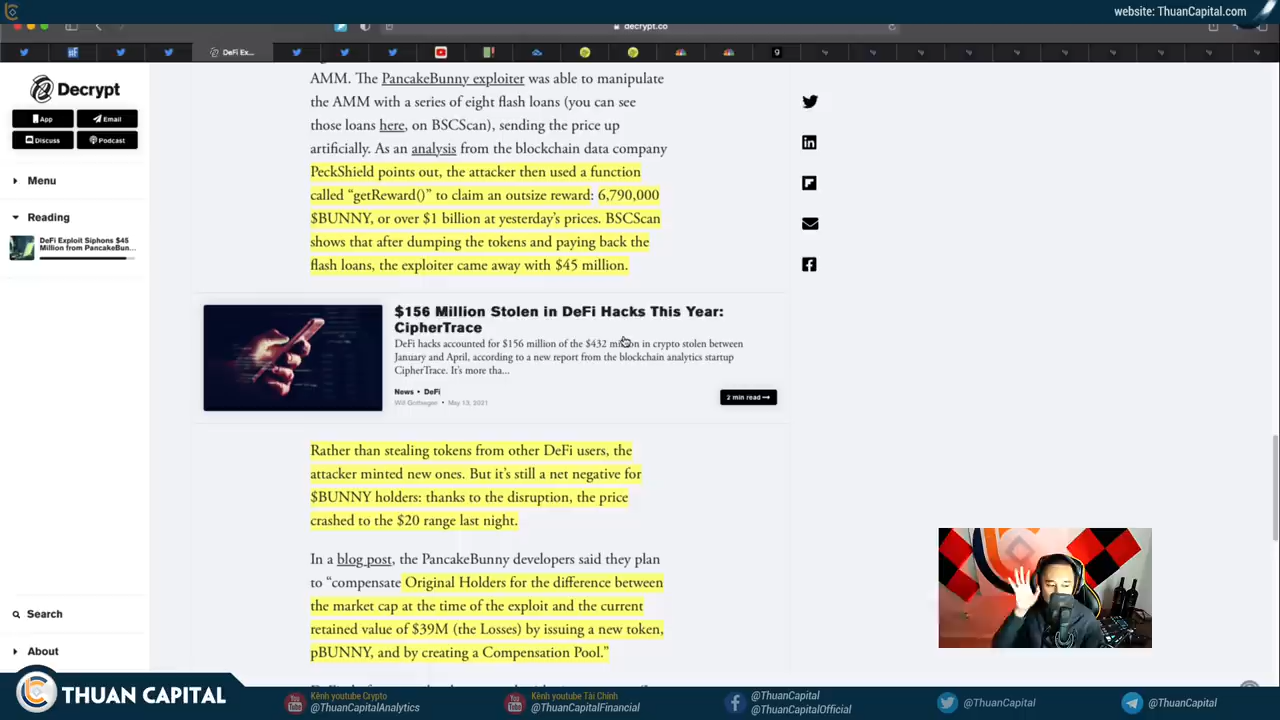 website: ThuanCapital.com
decrypt.co
DeFi Ex...
Decrypt
App
Email
Discuss
Podcast
Menu
Reading
DeFi Exploit Siphons $45
Million from PancakeBun...
Search
About
AMM. The PancakeBunny exploiter was able to manipulate
the AMM with a series of eight flash loans (you can see
those loans here, on BSCScan), sending the price up
artificially. As an analysis from the blockchain data company
PeckShield points out, the attacker then used a function
called “getReward()” to claim an outsize reward: 6,790,000
$BUNNY, or over $1 billion at yesterday’s prices. BSCScan
shows that after dumping the tokens and paying back the
flash loans, the exploiter came away with $45 million.
$156 Million Stolen in DeFi Hacks This Year:
CipherTrace
DeFi hacks accounted for $156 million of the $432 million in crypto stolen between
January and April, according to a new report from the blockchain analytics startup
CipherTrace. It’s more tha...
News • DeFi
Will Gottsegen • May 13, 2021
2 min read →
Rather than stealing tokens from other DeFi users, the
attacker minted new ones. But it’s still a net negative for
$BUNNY holders: thanks to the disruption, the price
crashed to the $20 range last night.
In a blog post, the PancakeBunny developers said they plan
to “compensate Original Holders for the difference between
the market cap at the time of the exploit and the current
retained value of $39M (the Losses) by issuing a new token,
pBUNNY, and by creating a Compensation Pool.”
THUAN CAPITAL
Kênh youtube Crypto
@ThuanCapitalAnalytics
Kênh youtube Tài Chính
@ThuanCapitalFinancial
@ThuanCapital
@ThuanCapitalOfficial
@ThuanCapital
@ThuanCapital